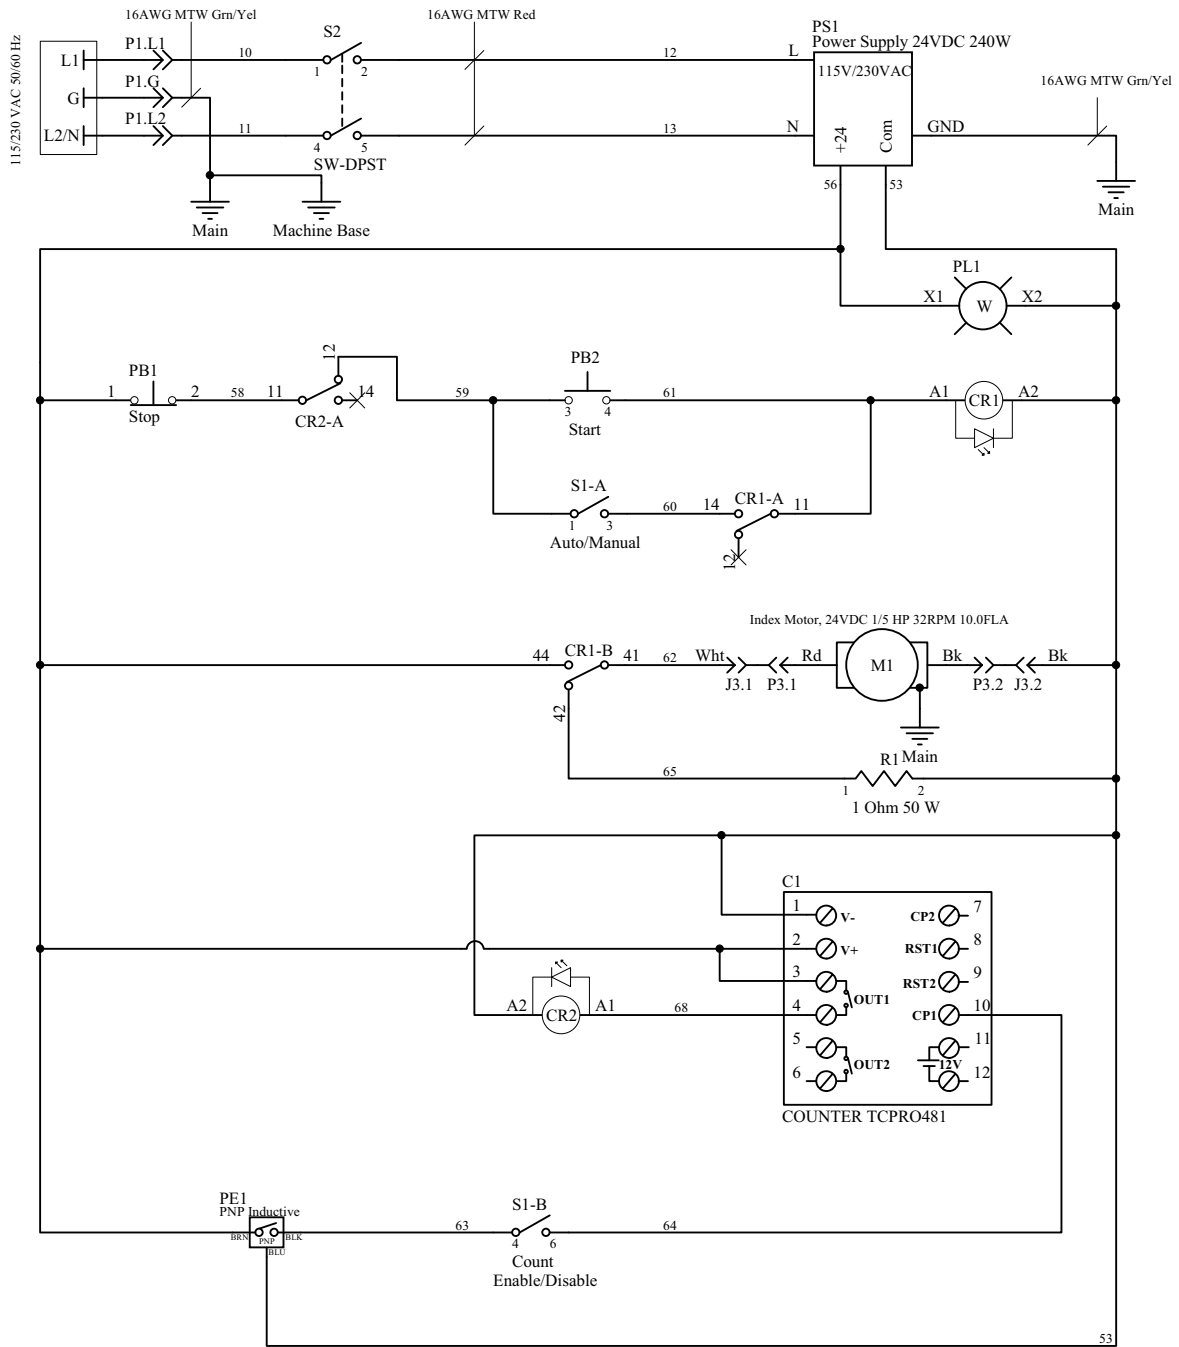 16AWG MTW Grn/Yel
16AWG MTW Red
115/230 VAC 50/60 Hz
L1
P1.L1
10
S2
1
2
12
L
PS1
Power Supply 24VDC 240W
115V/230VAC
G
P1.G
16AWG MTW Grn/Yel
L2/N
P1.L2
11
4
5
SW-DPST
13
N
+24
Com
GND
56
53
Main
Machine Base
Main
PL1
X1
W
X2
PB1
1
2
Stop
58
11
12
14
CR2-A
59
PB2
3
4
Start
61
A1
CR1
A2
S1-A
1
3
Auto/Manual
60
14
CR1-A
11
12
Index Motor, 24VDC 1/5 HP 32RPM 10.0FLA
44
CR1-B
41
62
Wht
J3.1
P3.1
Rd
M1
Bk
P3.2
J3.2
Bk
42
Main
65
R1
1
2
1 Ohm 50 W
C1
1
V-
CP2
7
2
V+
RST1
8
3
RST2
9
OUT1
4
CP1
10
A2
CR2
A1
68
5
OUT2
12V
11
6
12
COUNTER TCPRO481
PE1
PNP Inductive
BRN
PNP
BLK
BLU
63
S1-B
4
6
Count
Enable/Disable
64
53